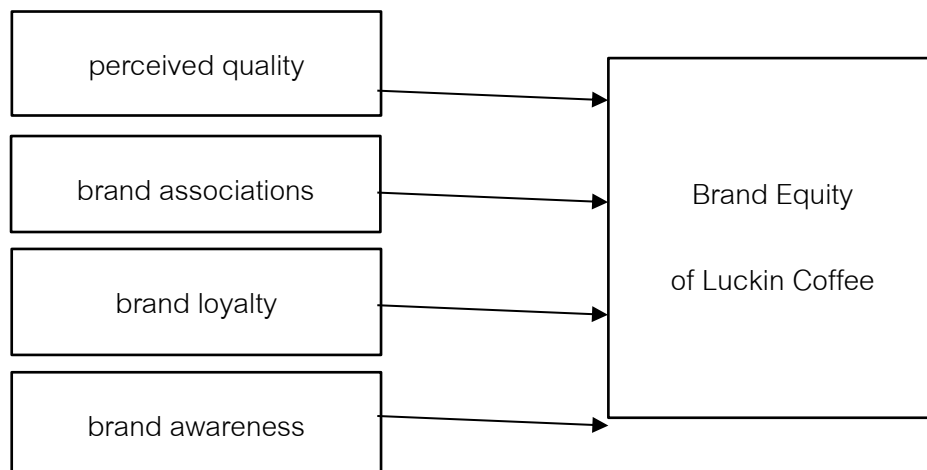 perceived quality
brand associations
brand loyalty
brand awareness
Brand Equity
of Luckin Coffee